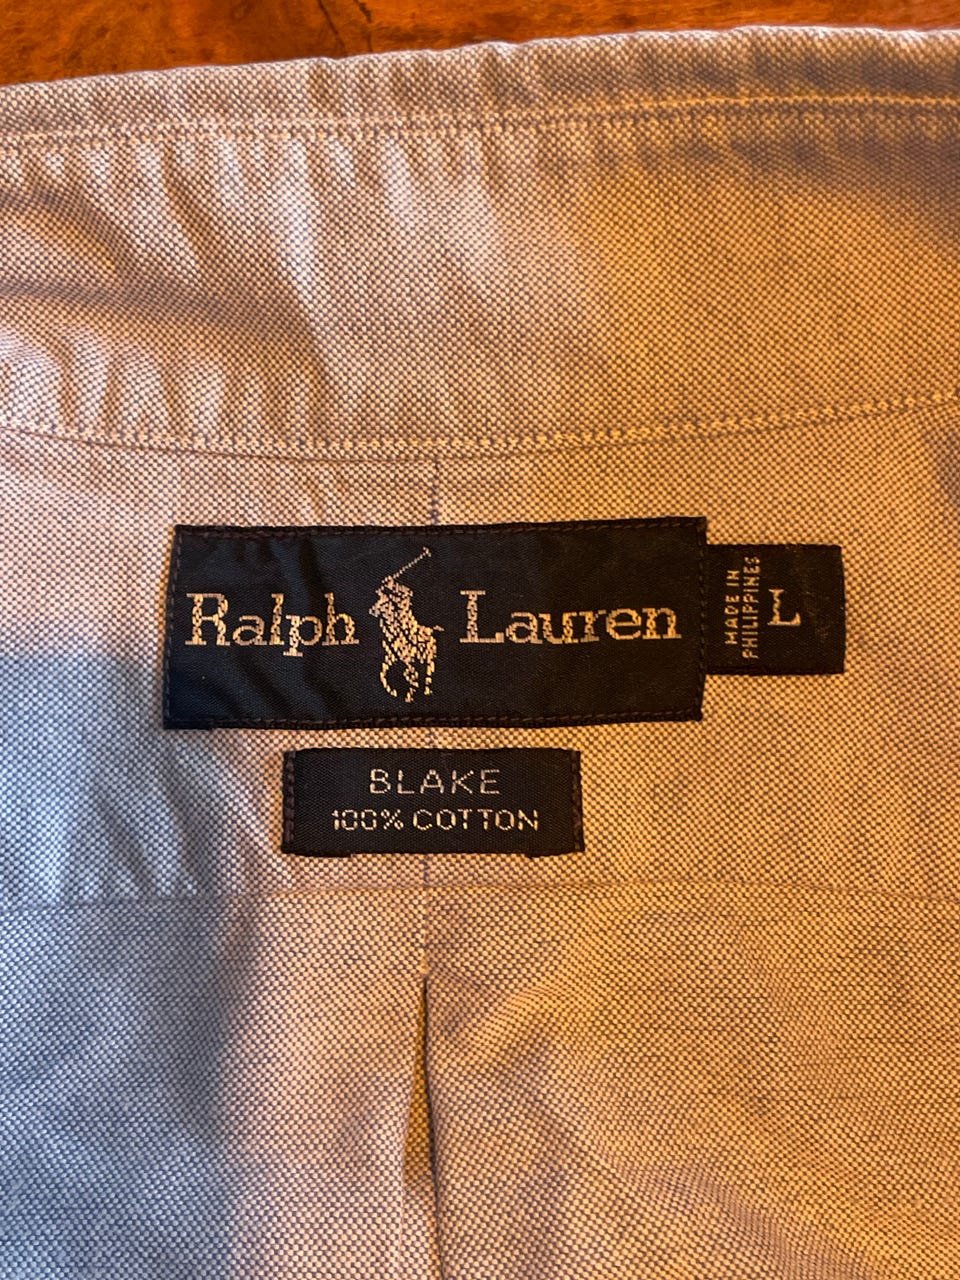 Ralph Lauren
MADE IN
PHILIPPINES
L
BLAKE
100% COTTON